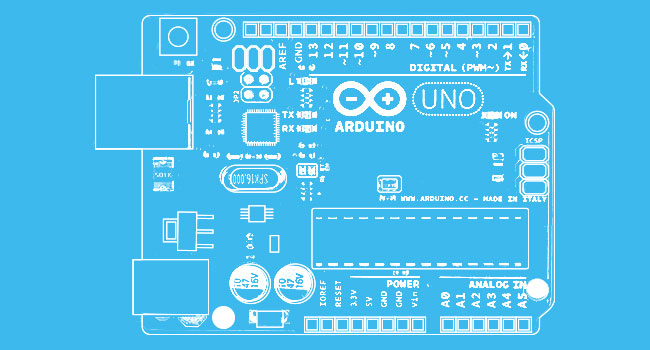 AREF
GND
13
12
~11
~10
~9
8
7
~6
~5
4
~3
2
TX→1
RX←0
DIGITAL (PWM~)
L
TX
RX
ARDUINO
UNO
ON
ICSP
SPK16.000
WWW.ARDUINO.CC - MADE IN ITALY
47
16V
47
16V
IOREF
RESET
3.3V
5V
GND
GND
Vin
POWER
ANALOG IN
A0
A1
A2
A3
A4
A5